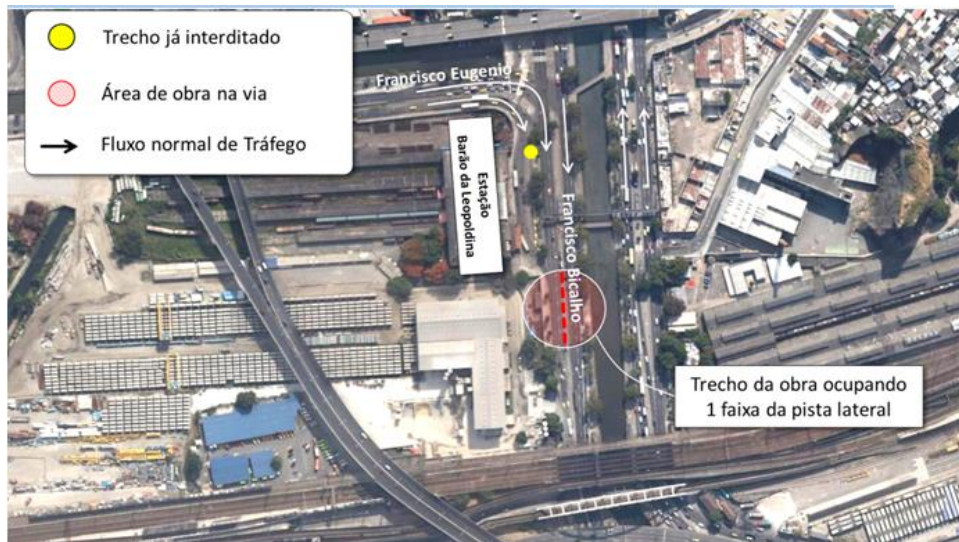 Trecho já interditado
Área de obra na via
Fluxo normal de Tráfego
Francisco Eugenio
Estação
Barão da Leopoldina
Francisco Bicalho
Trecho da obra ocupando
1 faixa da pista lateral